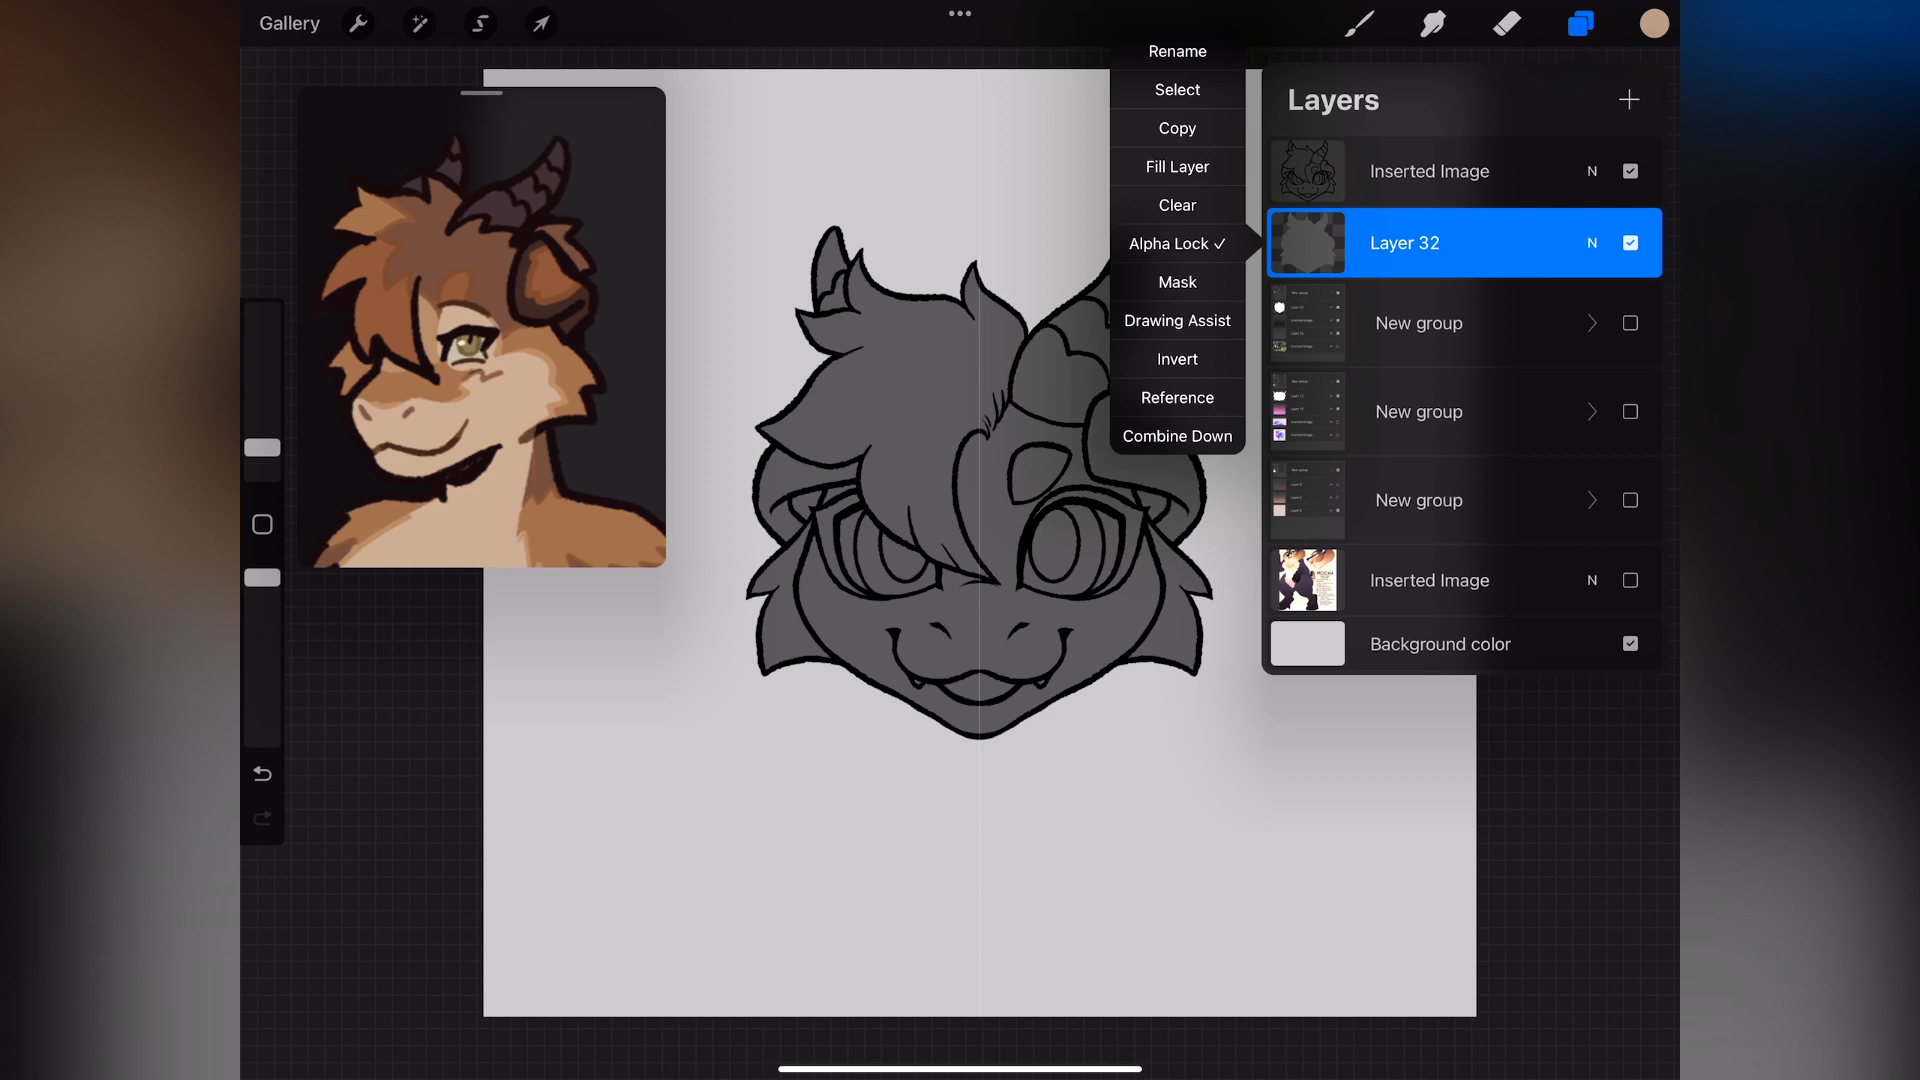 Gallery
Rename
Select
Copy
Fill Layer
Clear
Alpha Lock ✓
Mask
Drawing Assist
Invert
Reference
Combine Down
Layers
Inserted Image N
Layer 32 N
New group
New group
New group
Inserted Image N
Background color